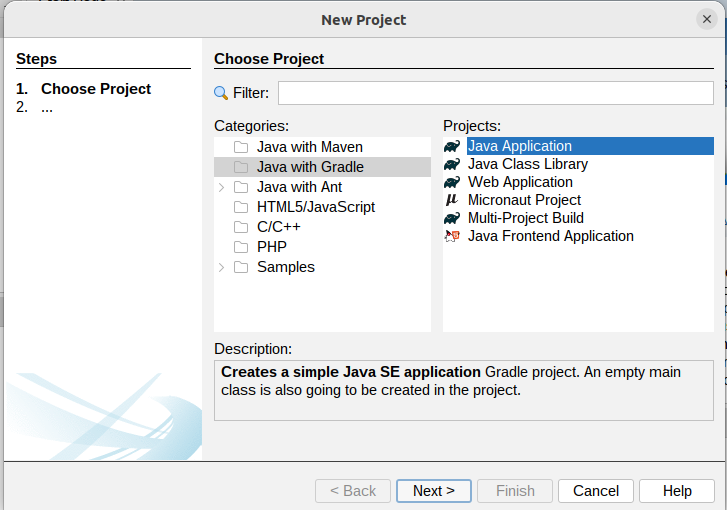 New Project
Steps
1. Choose Project
2. ...
Choose Project
Filter:
Categories:
Java with Maven
Java with Gradle
Java with Ant
HTML5/JavaScript
C/C++
PHP
Samples
Projects:
Java Application
Java Class Library
Web Application
Micronaut Project
Multi-Project Build
Java Frontend Application
Description:
Creates a simple Java SE application Gradle project. An empty main
class is also going to be created in the project.
< Back
Next >
Finish
Cancel
Help